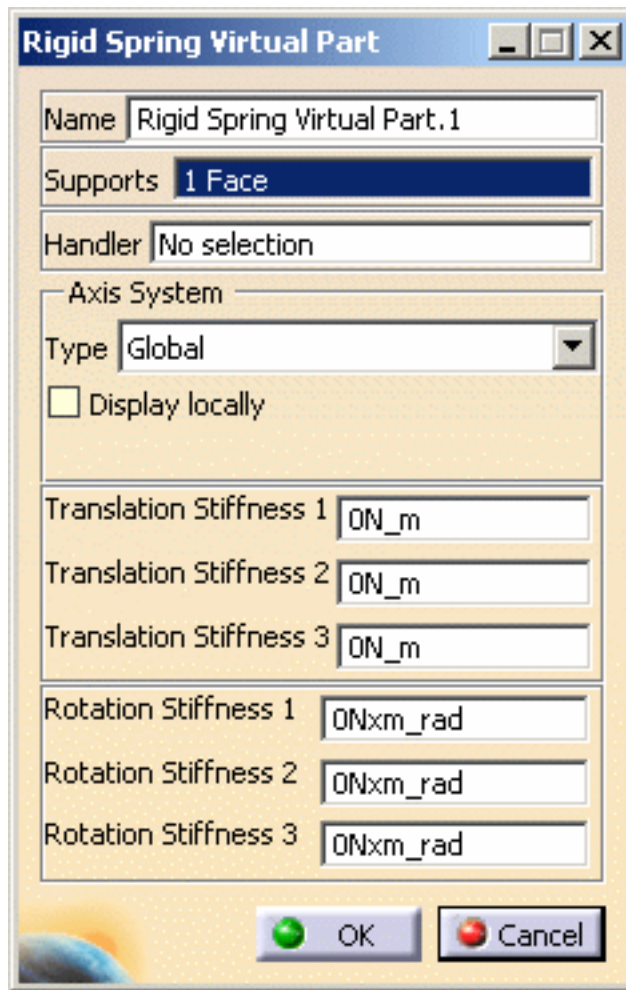 Rigid Spring Virtual Part
Name Rigid Spring Virtual Part.1
Supports 1 Face
Handler No selection
Axis System
Type Global
Display locally
Translation Stiffness 1 0N_m
Translation Stiffness 2 0N_m
Translation Stiffness 3 0N_m
Rotation Stiffness 1 0Nxm_rad
Rotation Stiffness 2 0Nxm_rad
Rotation Stiffness 3 0Nxm_rad
OK Cancel